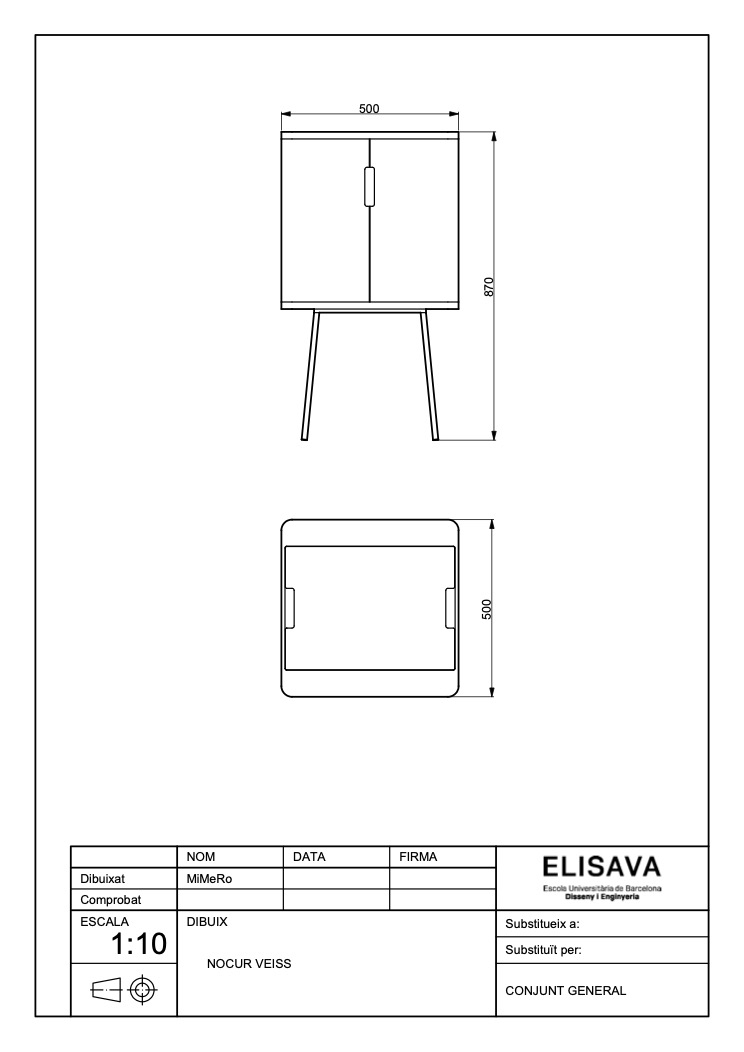 500
870
500
NOM DATA FIRMA
Dibuixat MiMeRo
Comprobat
ELISAVA
Escola Universitària de Barcelona
Disseny i Enginyeria
ESCALA
1:10
DIBUIX
NOCUR VEISS
Substitueix a:
Substituït per:
CONJUNT GENERAL